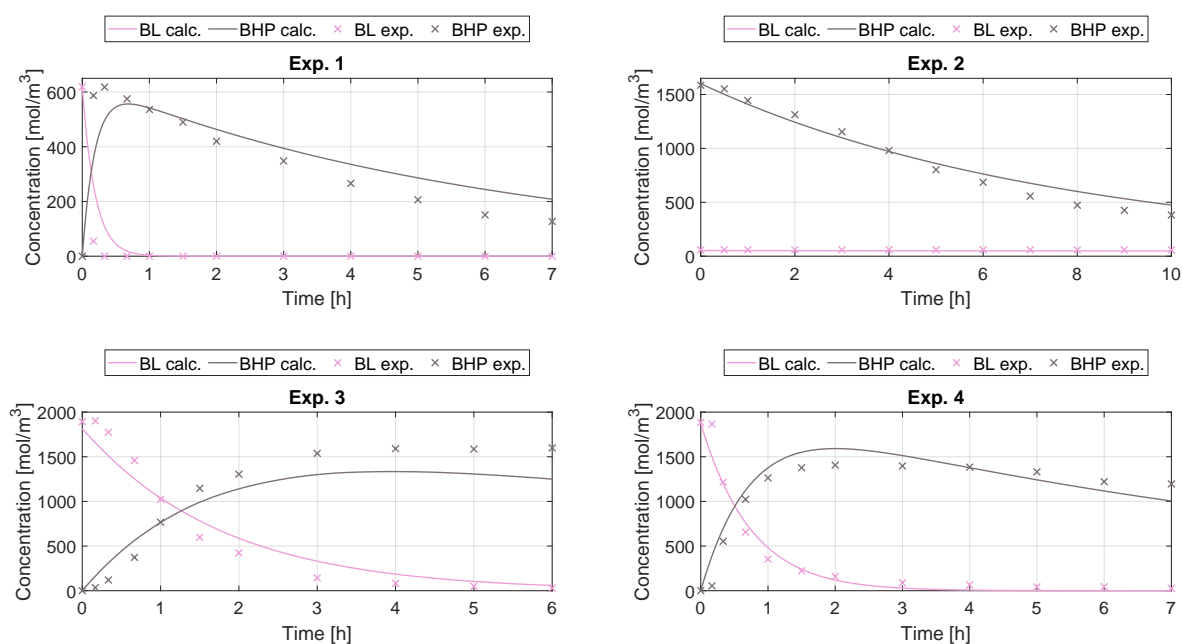 BL calc. BHP calc. BL exp. BHP exp.
Exp. 1
Concentration [mol/m³]
600
400
200
0
0 1 2 3 4 5 6 7
Time [h]
BL calc. BHP calc. BL exp. BHP exp.
Exp. 2
Concentration [mol/m³]
1500
1000
500
0
0 2 4 6 8 10
Time [h]
BL calc. BHP calc. BL exp. BHP exp.
Exp. 3
Concentration [mol/m³]
2000
1500
1000
500
0
0 1 2 3 4 5 6
Time [h]
BL calc. BHP calc. BL exp. BHP exp.
Exp. 4
Concentration [mol/m³]
2000
1500
1000
500
0
0 1 2 3 4 5 6 7
Time [h]